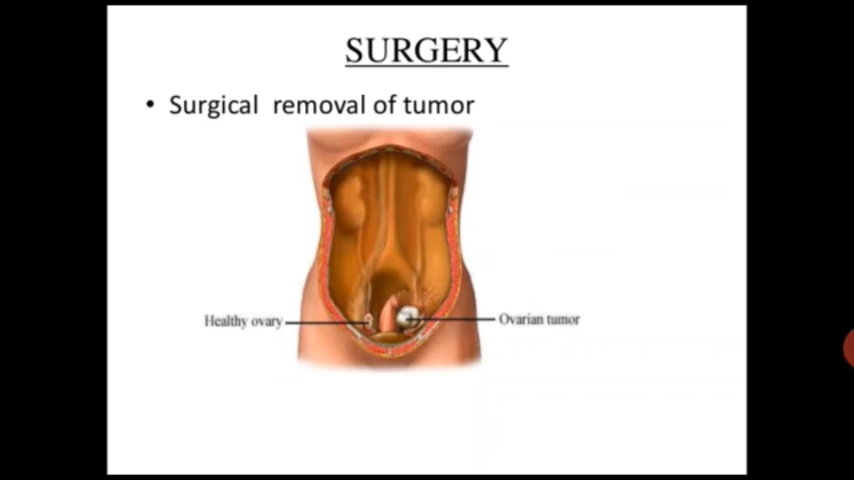 SURGERY
• Surgical removal of tumor
Healthy ovary
Ovarian tumor